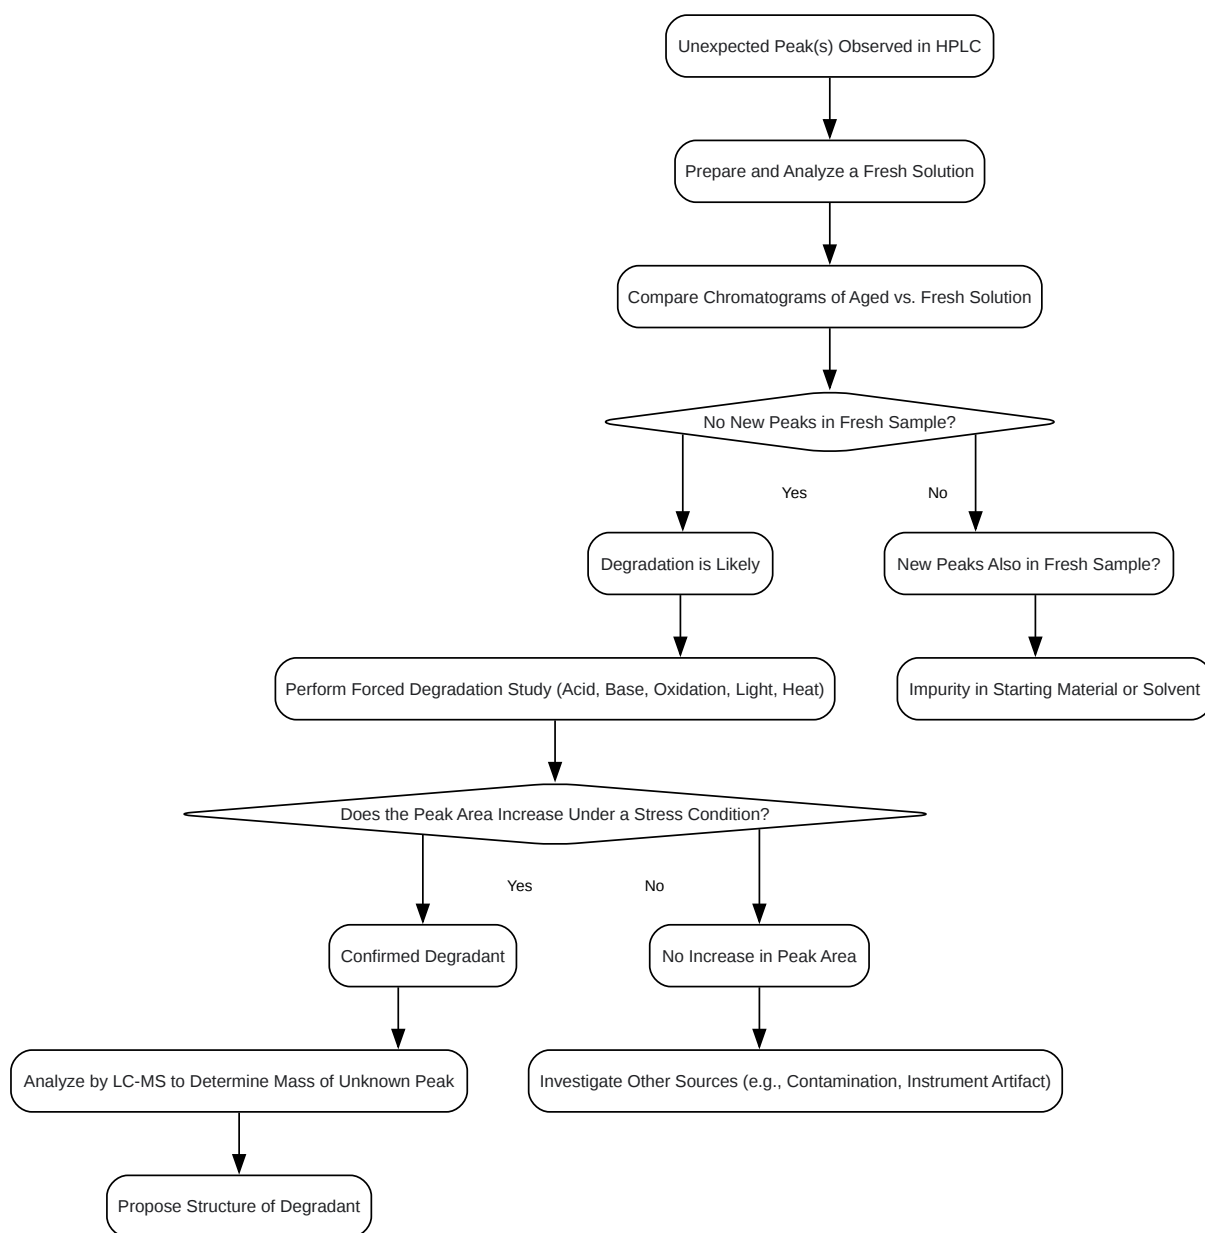 Unexpected Peak(s) Observed in HPLC
Prepare and Analyze a Fresh Solution
Compare Chromatograms of Aged vs. Fresh Solution
No New Peaks in Fresh Sample?
Yes
No
Degradation is Likely
New Peaks Also in Fresh Sample?
Perform Forced Degradation Study (Acid, Base, Oxidation, Light, Heat)
Impurity in Starting Material or Solvent
Does the Peak Area Increase Under a Stress Condition?
Yes
No
Confirmed Degradant
No Increase in Peak Area
Analyze by LC-MS to Determine Mass of Unknown Peak
Investigate Other Sources (e.g., Contamination, Instrument Artifact)
Propose Structure of Degradant